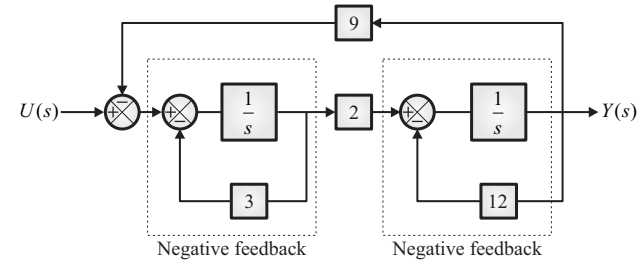 9
U(s) + − + − 1/s 2 + − 1/s Y(s)
3 12
Negative feedback Negative feedback